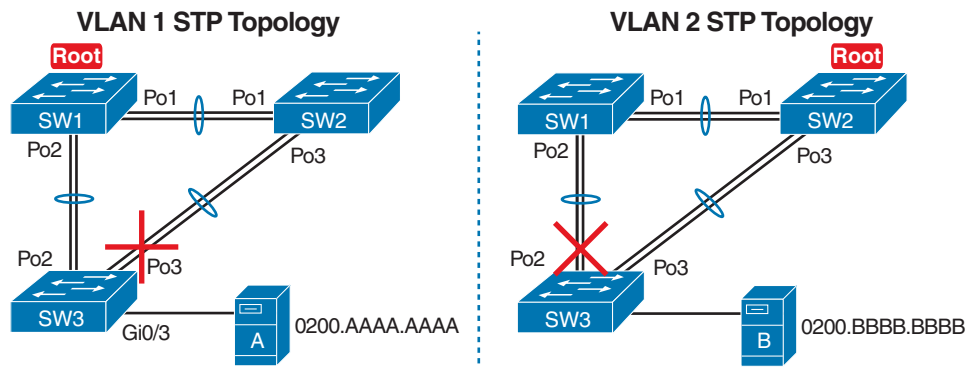 VLAN 1 STP Topology
Root
Po1
Po1
SW1
SW2
Po2
Po3
Po2
Po3
SW3
Gi0/3
A
0200.AAAA.AAAA
VLAN 2 STP Topology
Root
Po1
Po1
SW1
SW2
Po2
Po3
Po2
Po3
SW3
B
0200.BBBB.BBBB